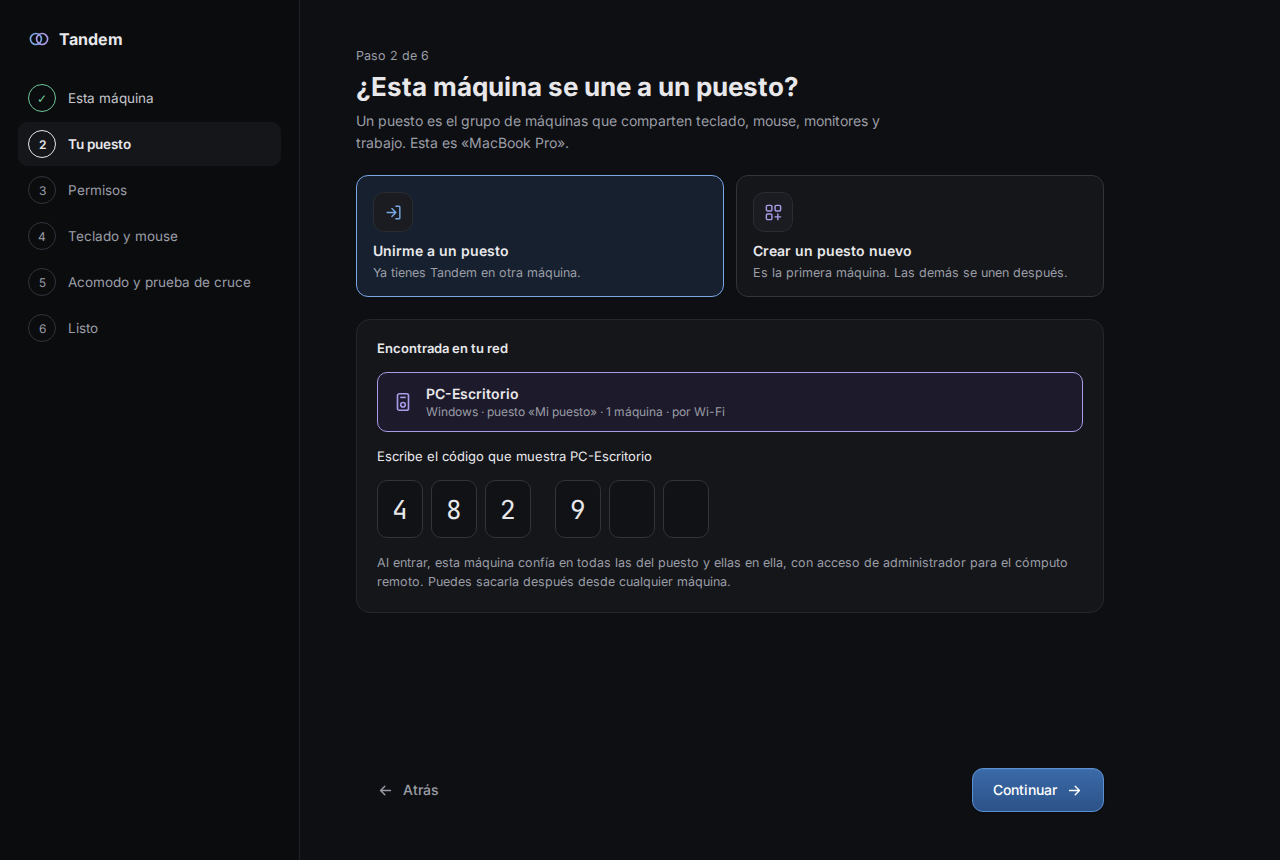 Tandem
✓ Esta máquina
2 Tu puesto
3 Permisos
4 Teclado y mouse
5 Acomodo y prueba de cruce
6 Listo
Paso 2 de 6
¿Esta máquina se une a un puesto?
Un puesto es el grupo de máquinas que comparten teclado, mouse, monitores y
trabajo. Esta es «MacBook Pro».
Unirme a un puesto
Ya tienes Tandem en otra máquina.
Crear un puesto nuevo
Es la primera máquina. Las demás se unen después.
Encontrada en tu red
PC-Escritorio
Windows · puesto «Mi puesto» · 1 máquina · por Wi-Fi
Escribe el código que muestra PC-Escritorio
4 8 2 9
Al entrar, esta máquina confía en todas las del puesto y ellas en ella, con acceso de administrador para el cómputo
remoto. Puedes sacarla después desde cualquier máquina.
← Atrás
Continuar →